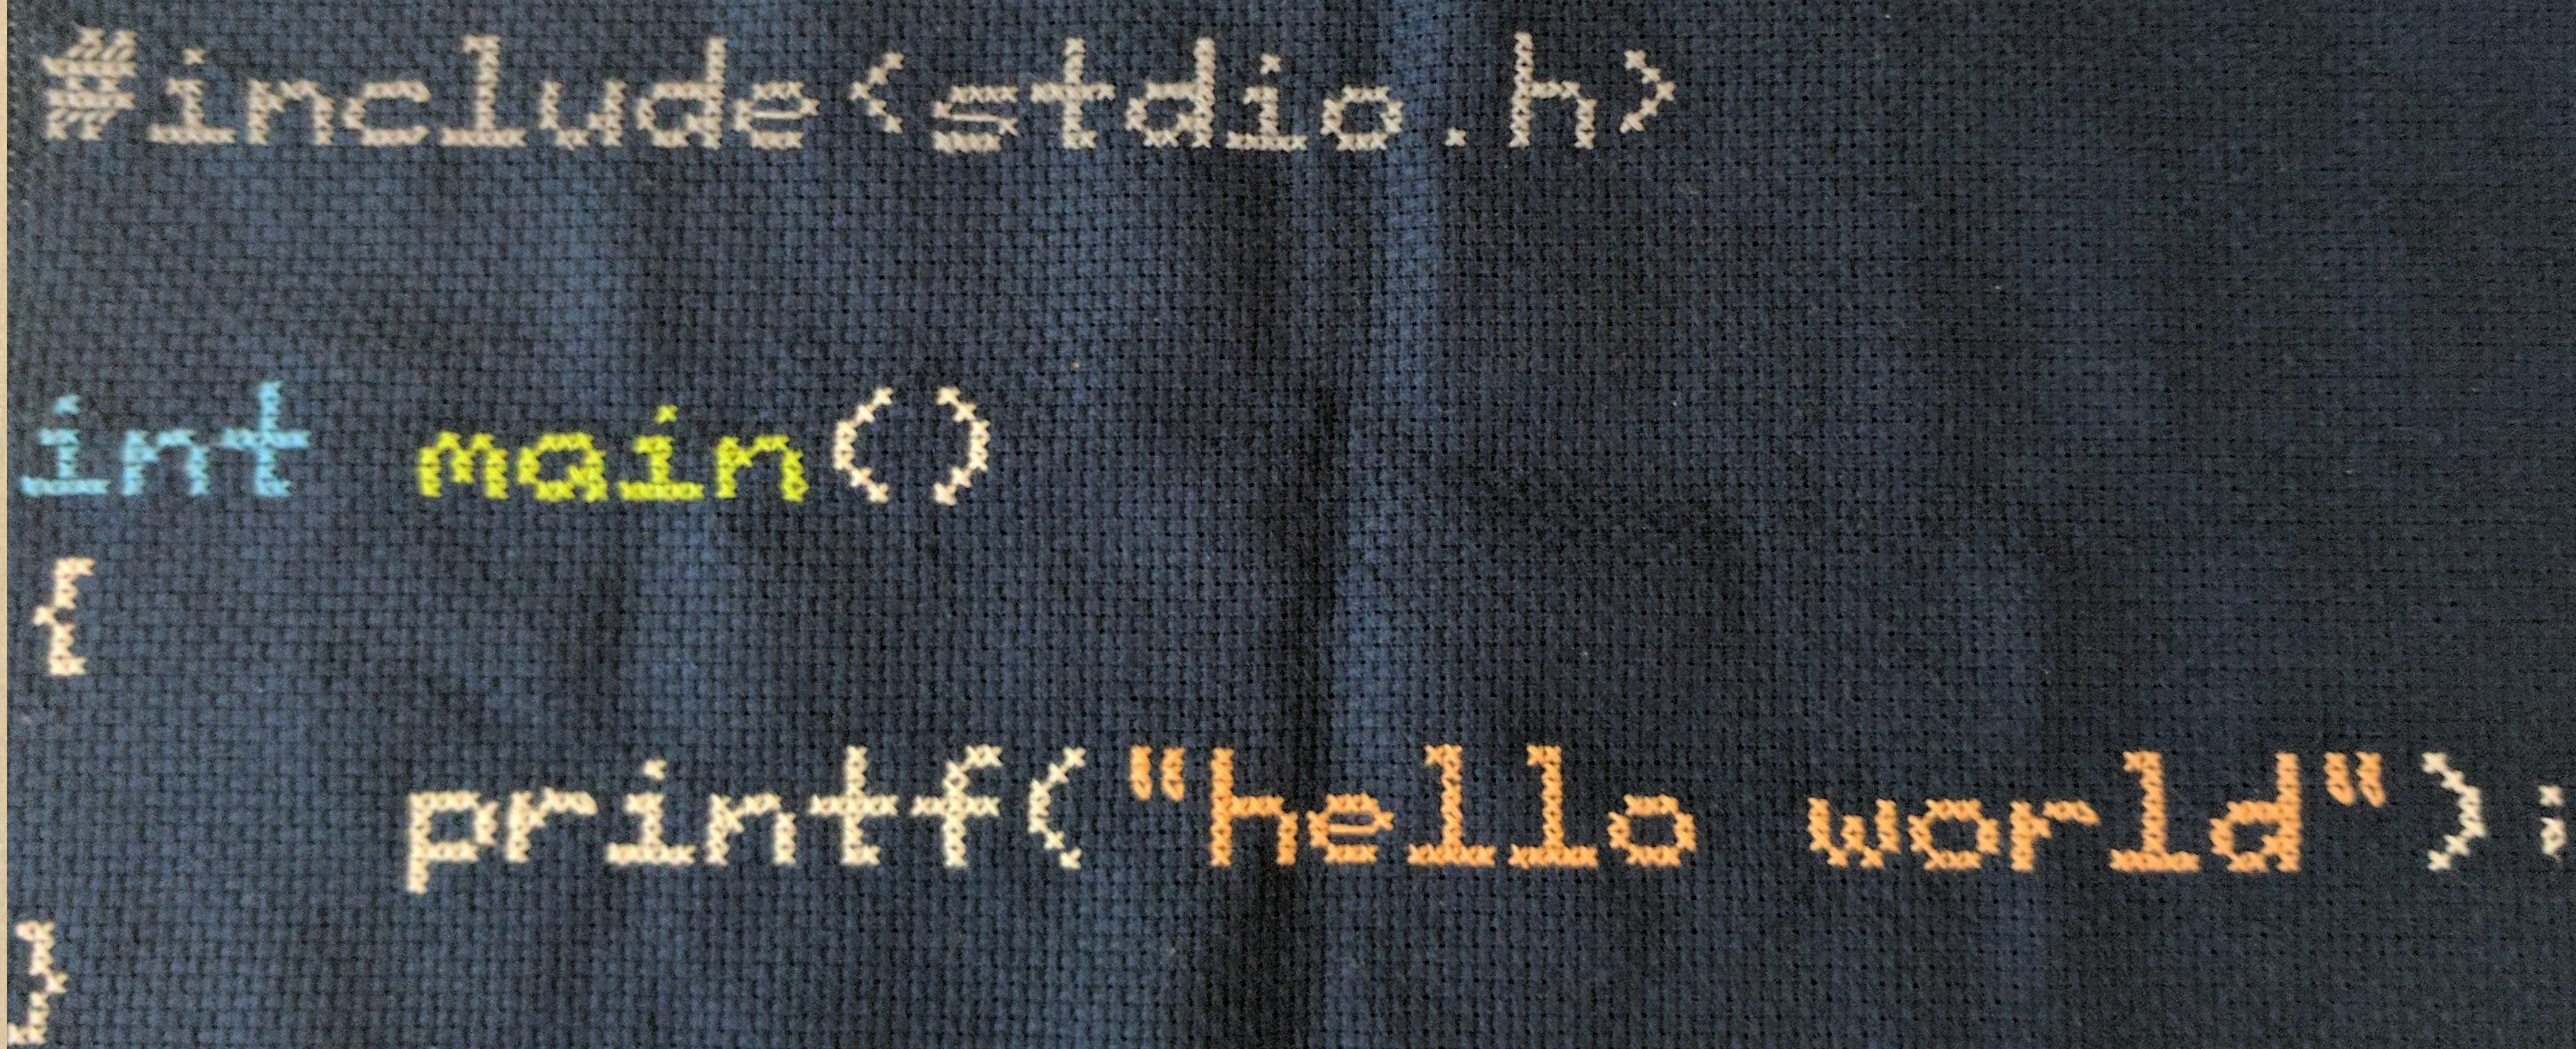 #include<stdio.h>
int main()
{
    printf("hello world");
}